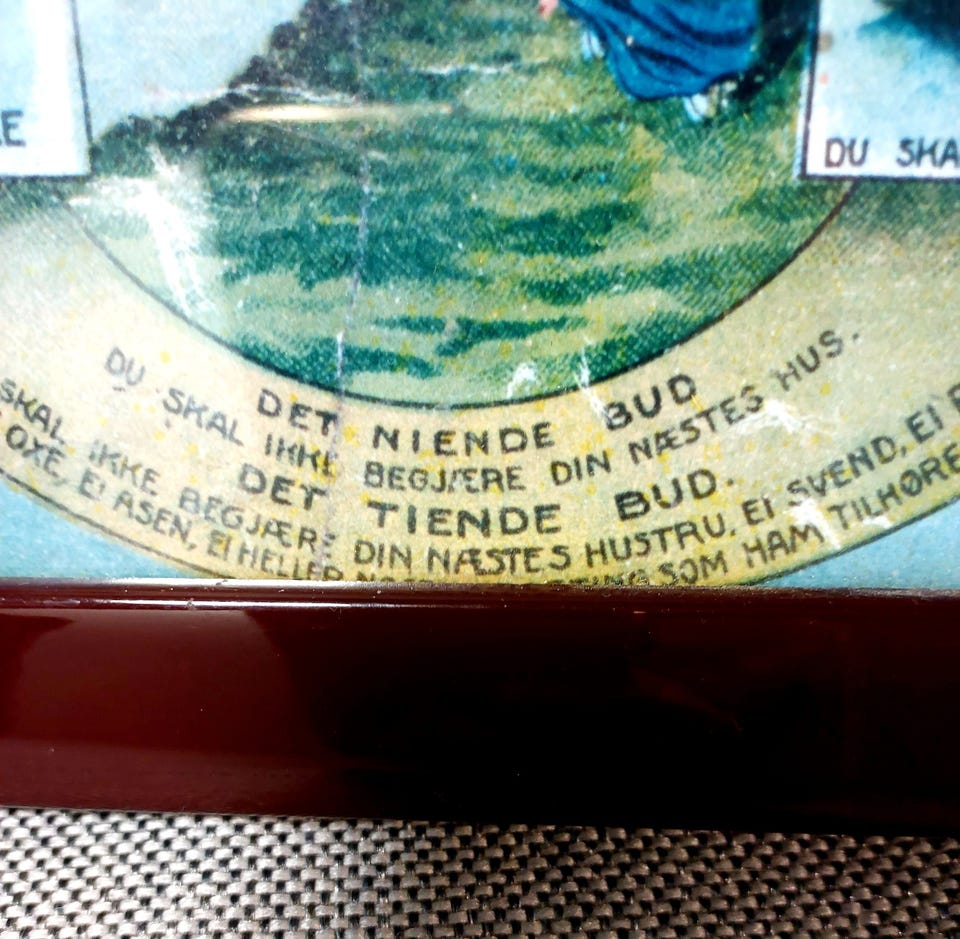 DU SKA
DET NIENDE BUD
DU SKAL IKKE BEGJÆRE DIN NÆSTES HUS.
DET TIENDE BUD.
SKAL IKKE BEGJÆRE DIN NÆSTES HUSTRU, EI SVEND, EI
OXE, EI ASEN, EI HELLER SOM HAM TILHØRE